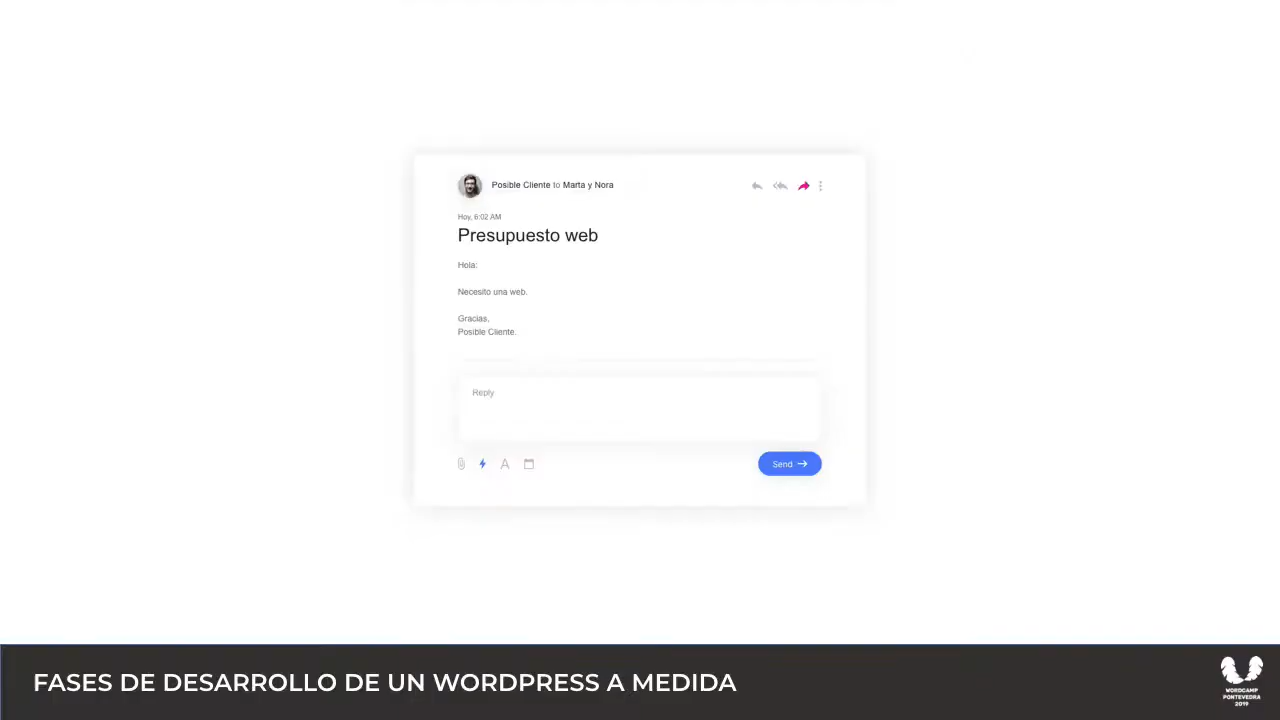 Posible Cliente to Marta y Nora
Hoy, 6:02 AM
Presupuesto web
Hola:
Necesito una web.
Gracias,
Posible Cliente.
Reply
A
Send
FASES DE DESARROLLO DE UN WORDPRESS A MEDIDA
WORDCAMP
PONTEVEDRA
2019